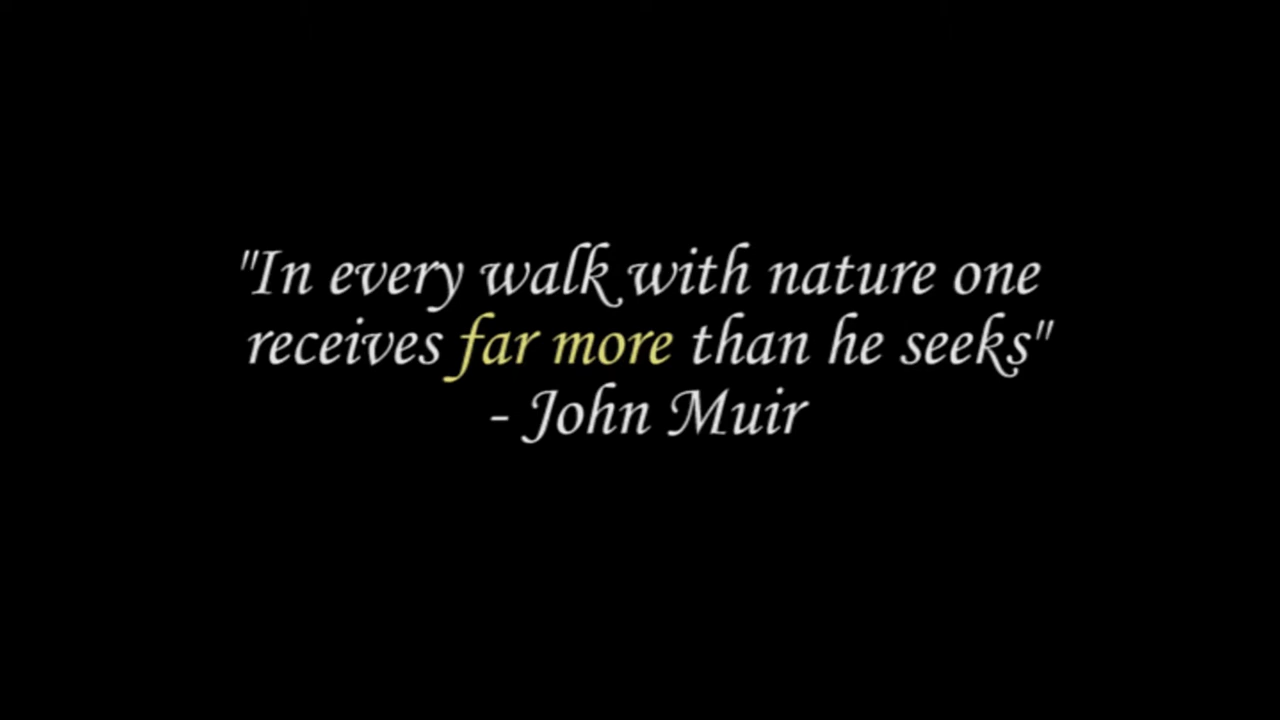 "In every walk with nature one
receives far more than he seeks"
- John Muir